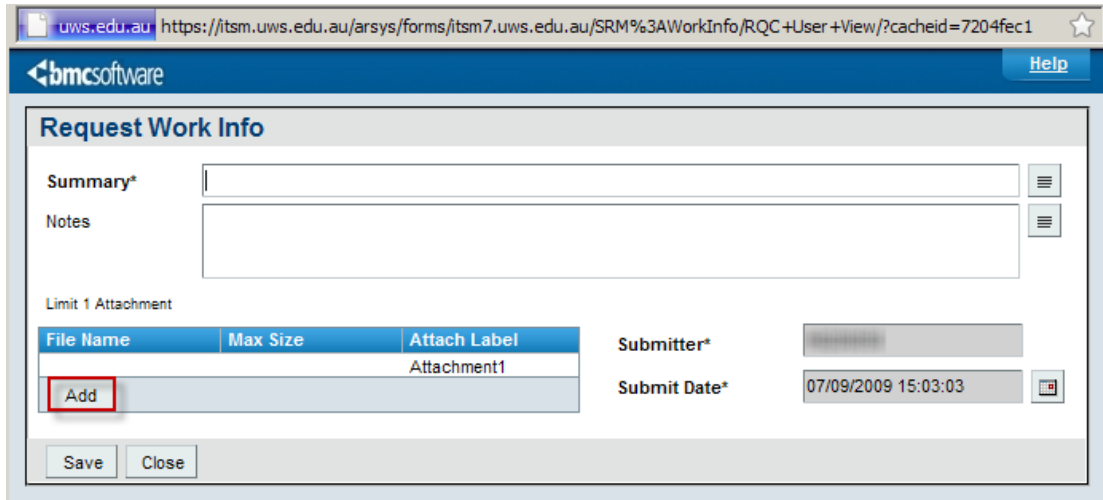 uws.edu.au https://itsm.uws.edu.au/arsys/forms/itsm7.uws.edu.au/SRM%3AWorkInfo/RQC+User+View/?cacheid=7204fec1
bmcsoftware
Help
Request Work Info
Summary*
Notes
Limit 1 Attachment
File Name Max Size Attach Label
Attachment1
Add
Submitter*
Submit Date* 07/09/2009 15:03:03
Save Close